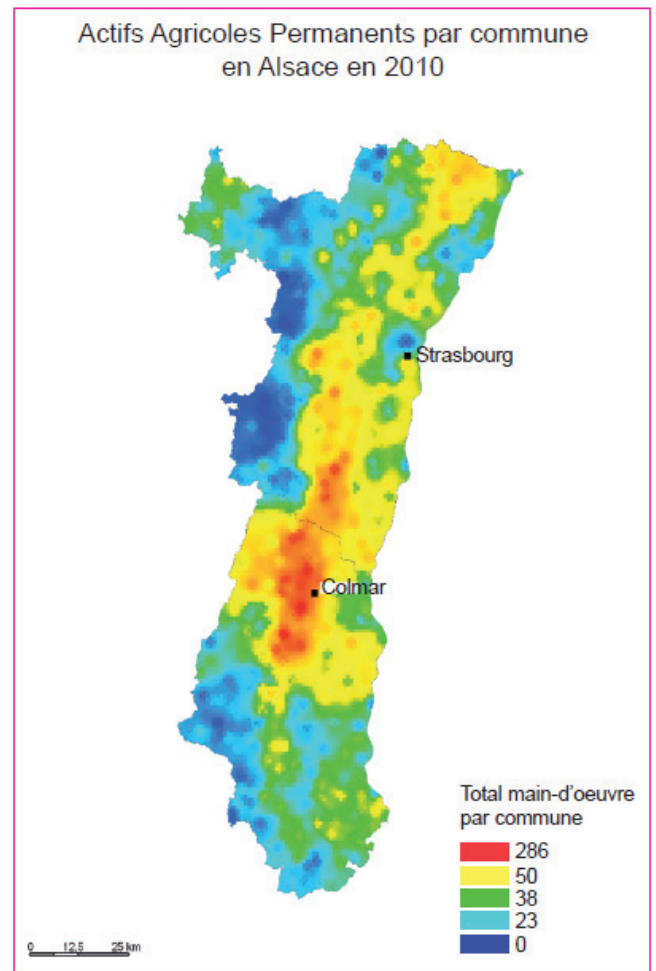 Actifs Agricoles Permanents par commune
en Alsace en 2010
Strasbourg
Colmar
Total main-d'oeuvre
par commune
286
50
38
23
0
0 12,5 25 km